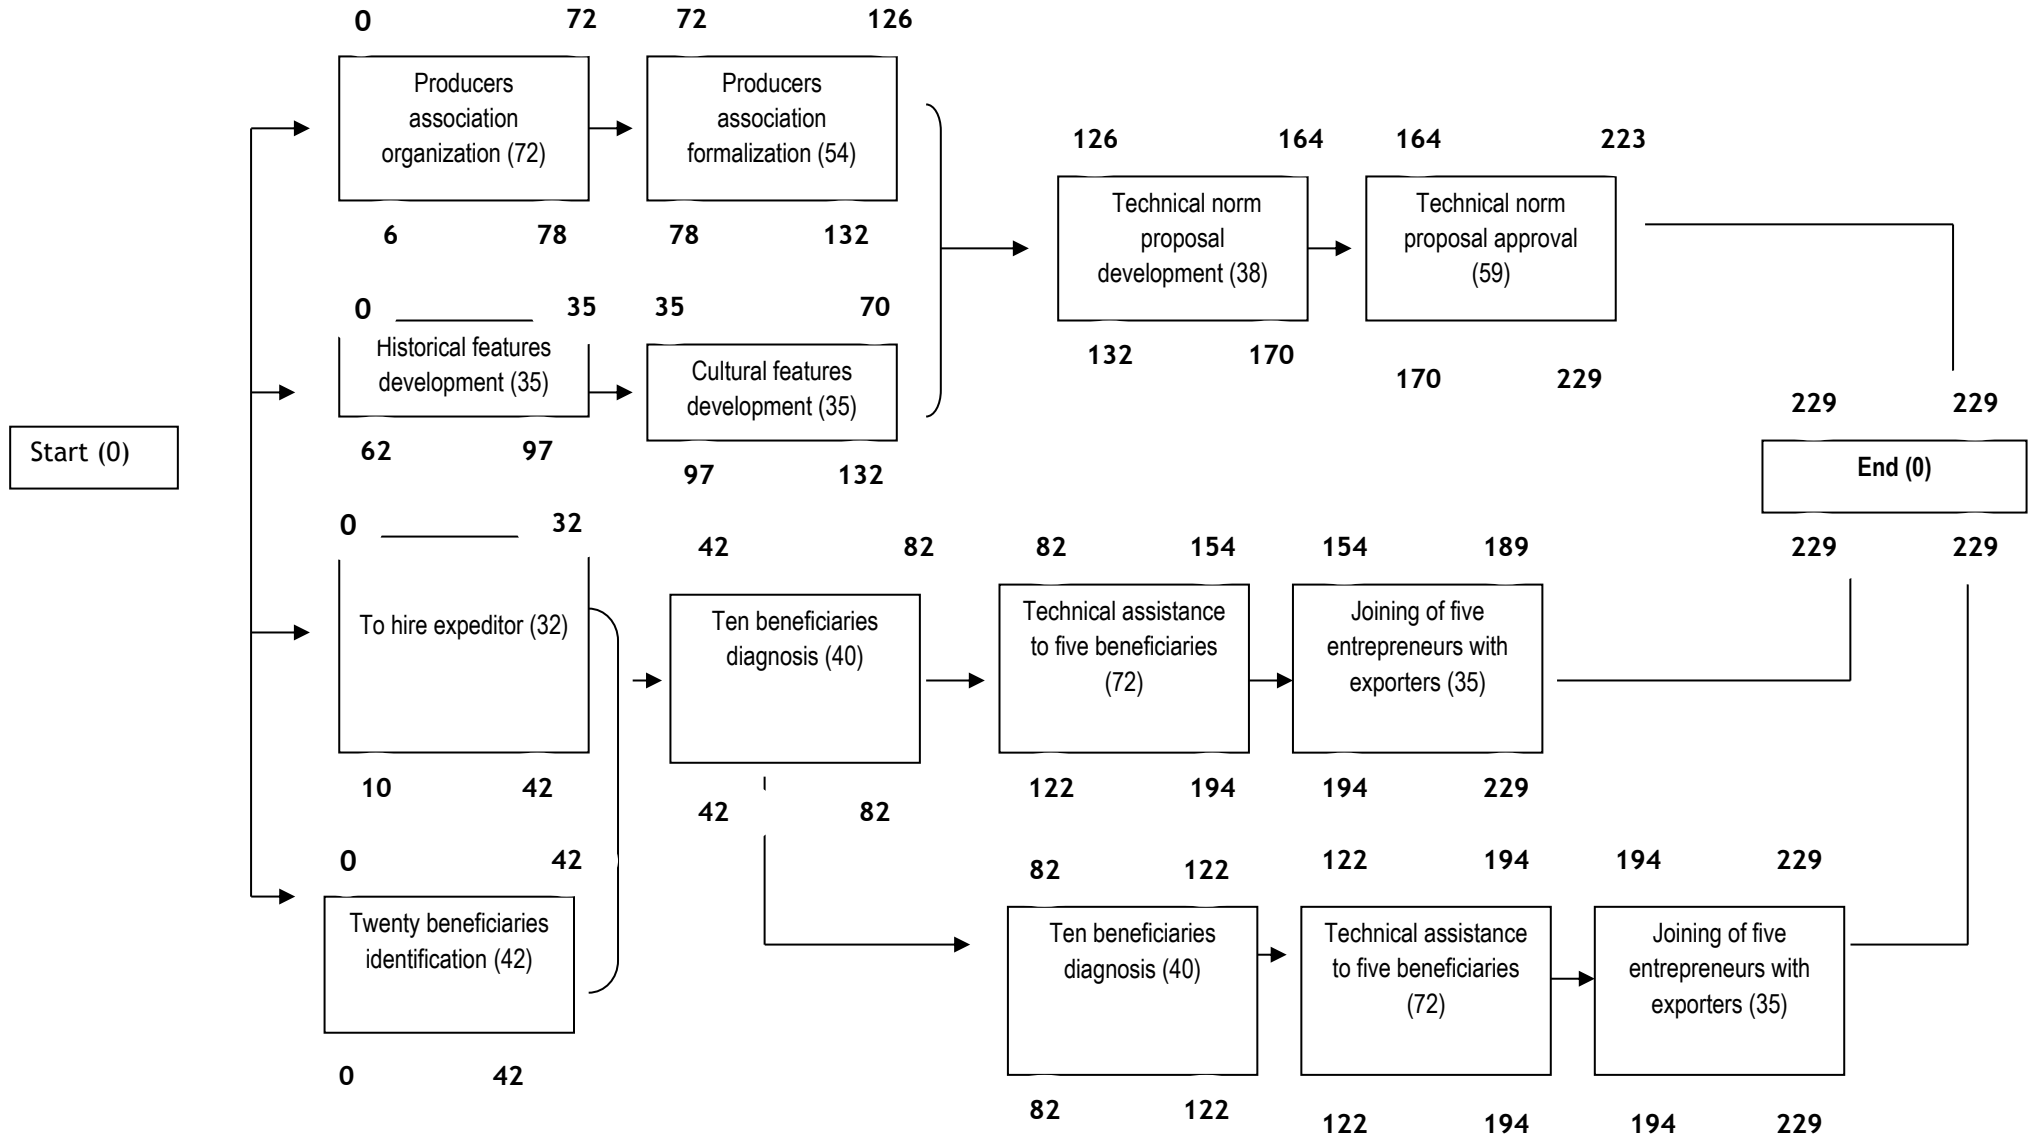 0 72 72 126
Producers
association
organization (72)
Producers
association
formalization (54)
6 78 78 132
126 164 164 223
Technical norm
proposal
development (38)
Technical norm
proposal approval
(59)
132 170 170 229
0 35 35 70
Historical features
development (35)
Cultural features
development (35)
62 97 97 132
Start (0)
229 229
End (0)
229 229
0 32 42 82 82 154 154 189
To hire expeditor (32)
Ten beneficiaries
diagnosis (40)
Technical assistance
to five beneficiaries
(72)
Joining of five
entrepreneurs with
exporters (35)
10 42 42 82 122 194 194 229
0 42 82 122 122 194 194 229
Twenty beneficiaries
identification (42)
Ten beneficiaries
diagnosis (40)
Technical assistance
to five beneficiaries
(72)
Joining of five
entrepreneurs with
exporters (35)
0 42 82 122 122 194 194 229